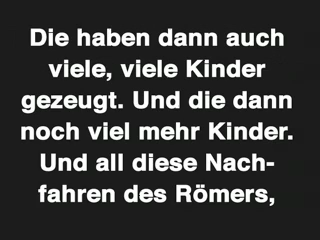 Die haben dann auch
viele, viele Kinder
gezeugt. Und die dann
noch viel mehr Kinder.
Und all diese Nach-
fahren des Römers,